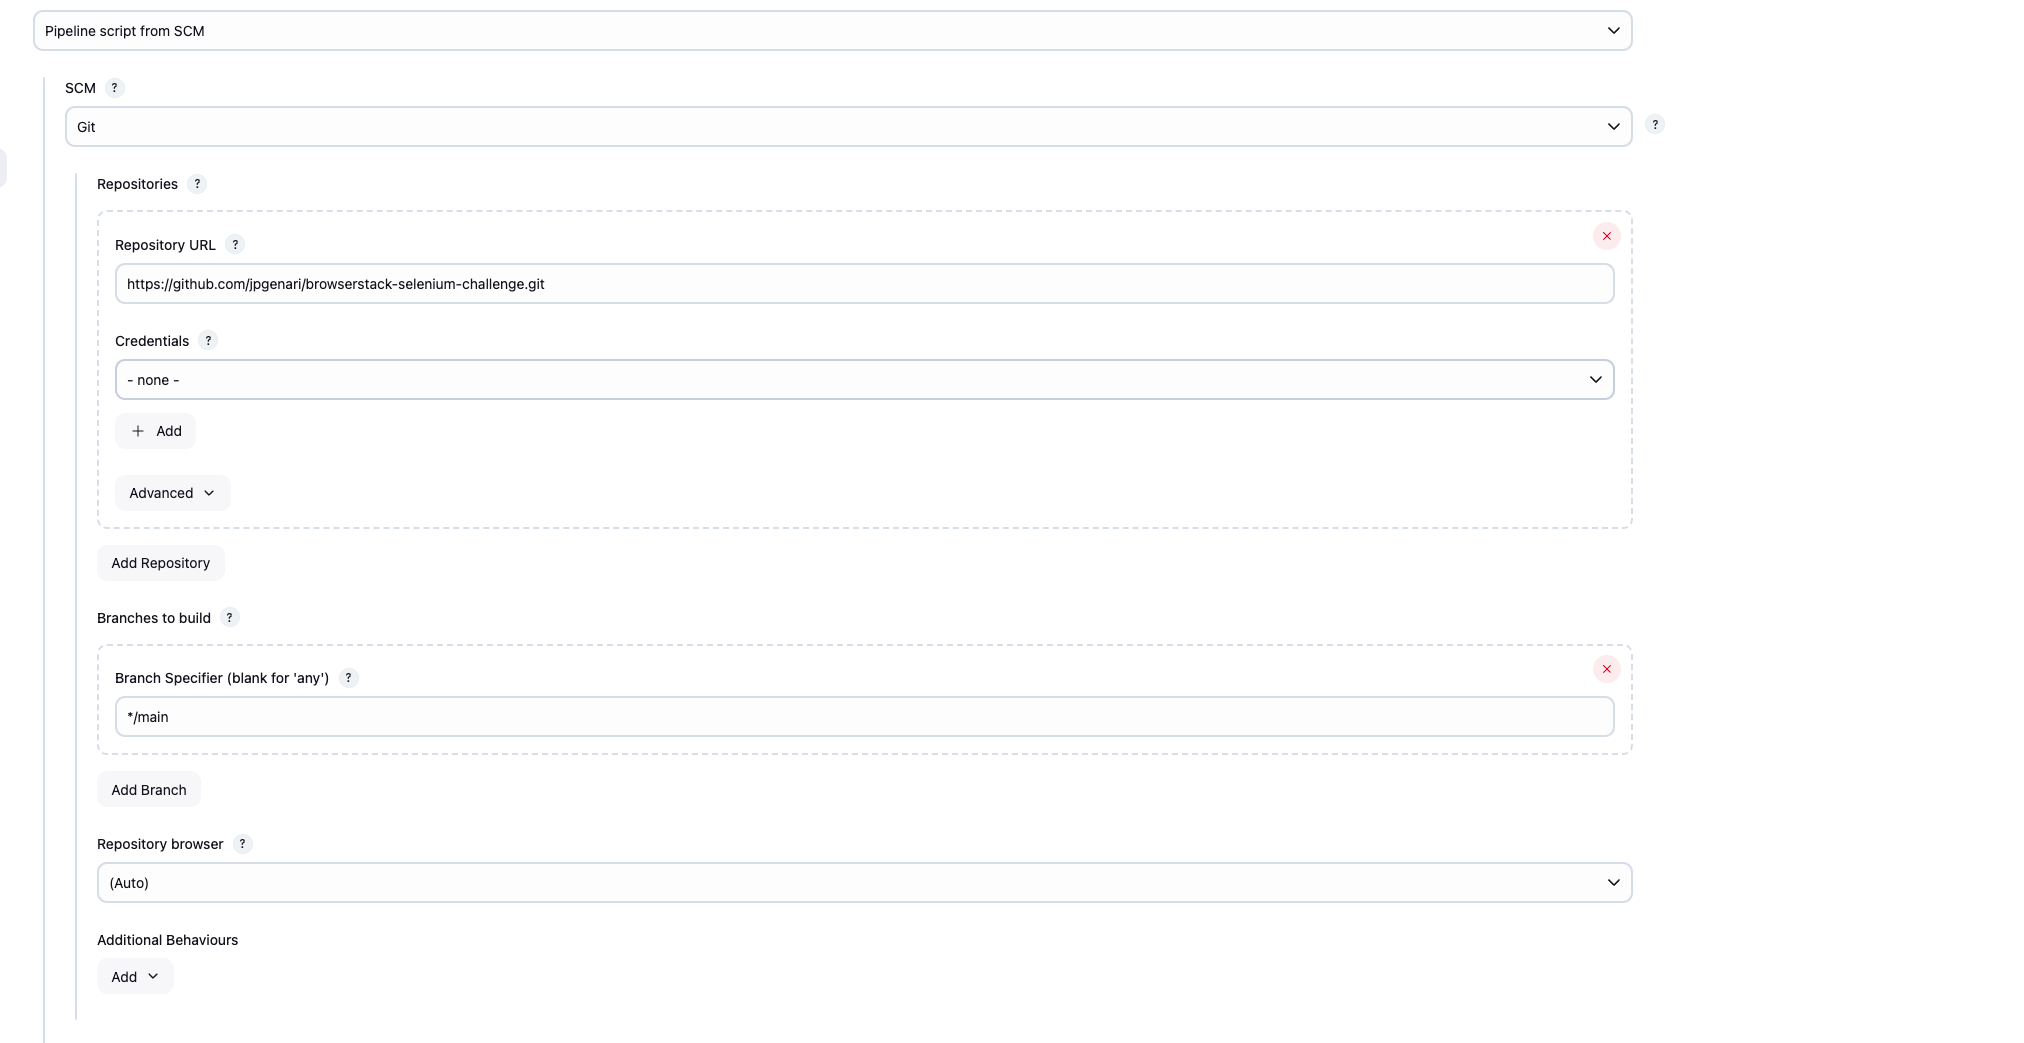 Pipeline script from SCM
SCM ?
Git
?
Repositories ?
Repository URL ?
https://github.com/jpgenari/browserstack-selenium-challenge.git
Credentials ?
- none -
Add
Advanced
Add Repository
Branches to build ?
Branch Specifier (blank for 'any') ?
*/main
Add Branch
Repository browser ?
(Auto)
Additional Behaviours
Add